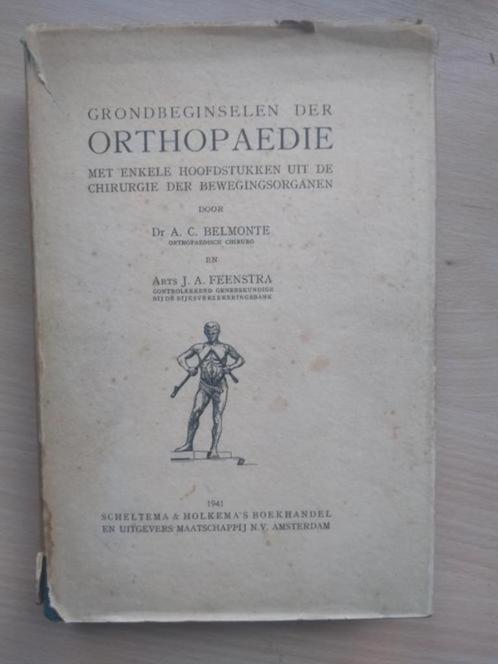 GRONDBEGINSELEN DER
ORTHOPAEDIE
MET ENKELE HOOFDSTUKKEN UIT DE
CHIRURGIE DER BEWEGINGSORGANEN
DOOR
Dr A. C. BELMONTE
ORTHOPAEDISCH CHIRURG
EN
ARTS J. A. FEENSTRA
CONTROLEEREND GENEESKUNDIGE
BIJ DE RIJKSVERZEKERINGSBANK
1941
SCHELTEMA & HOLKEMA'S BOEKHANDEL
EN UITGEVERS MAATSCHAPPIJ N.V. AMSTERDAM